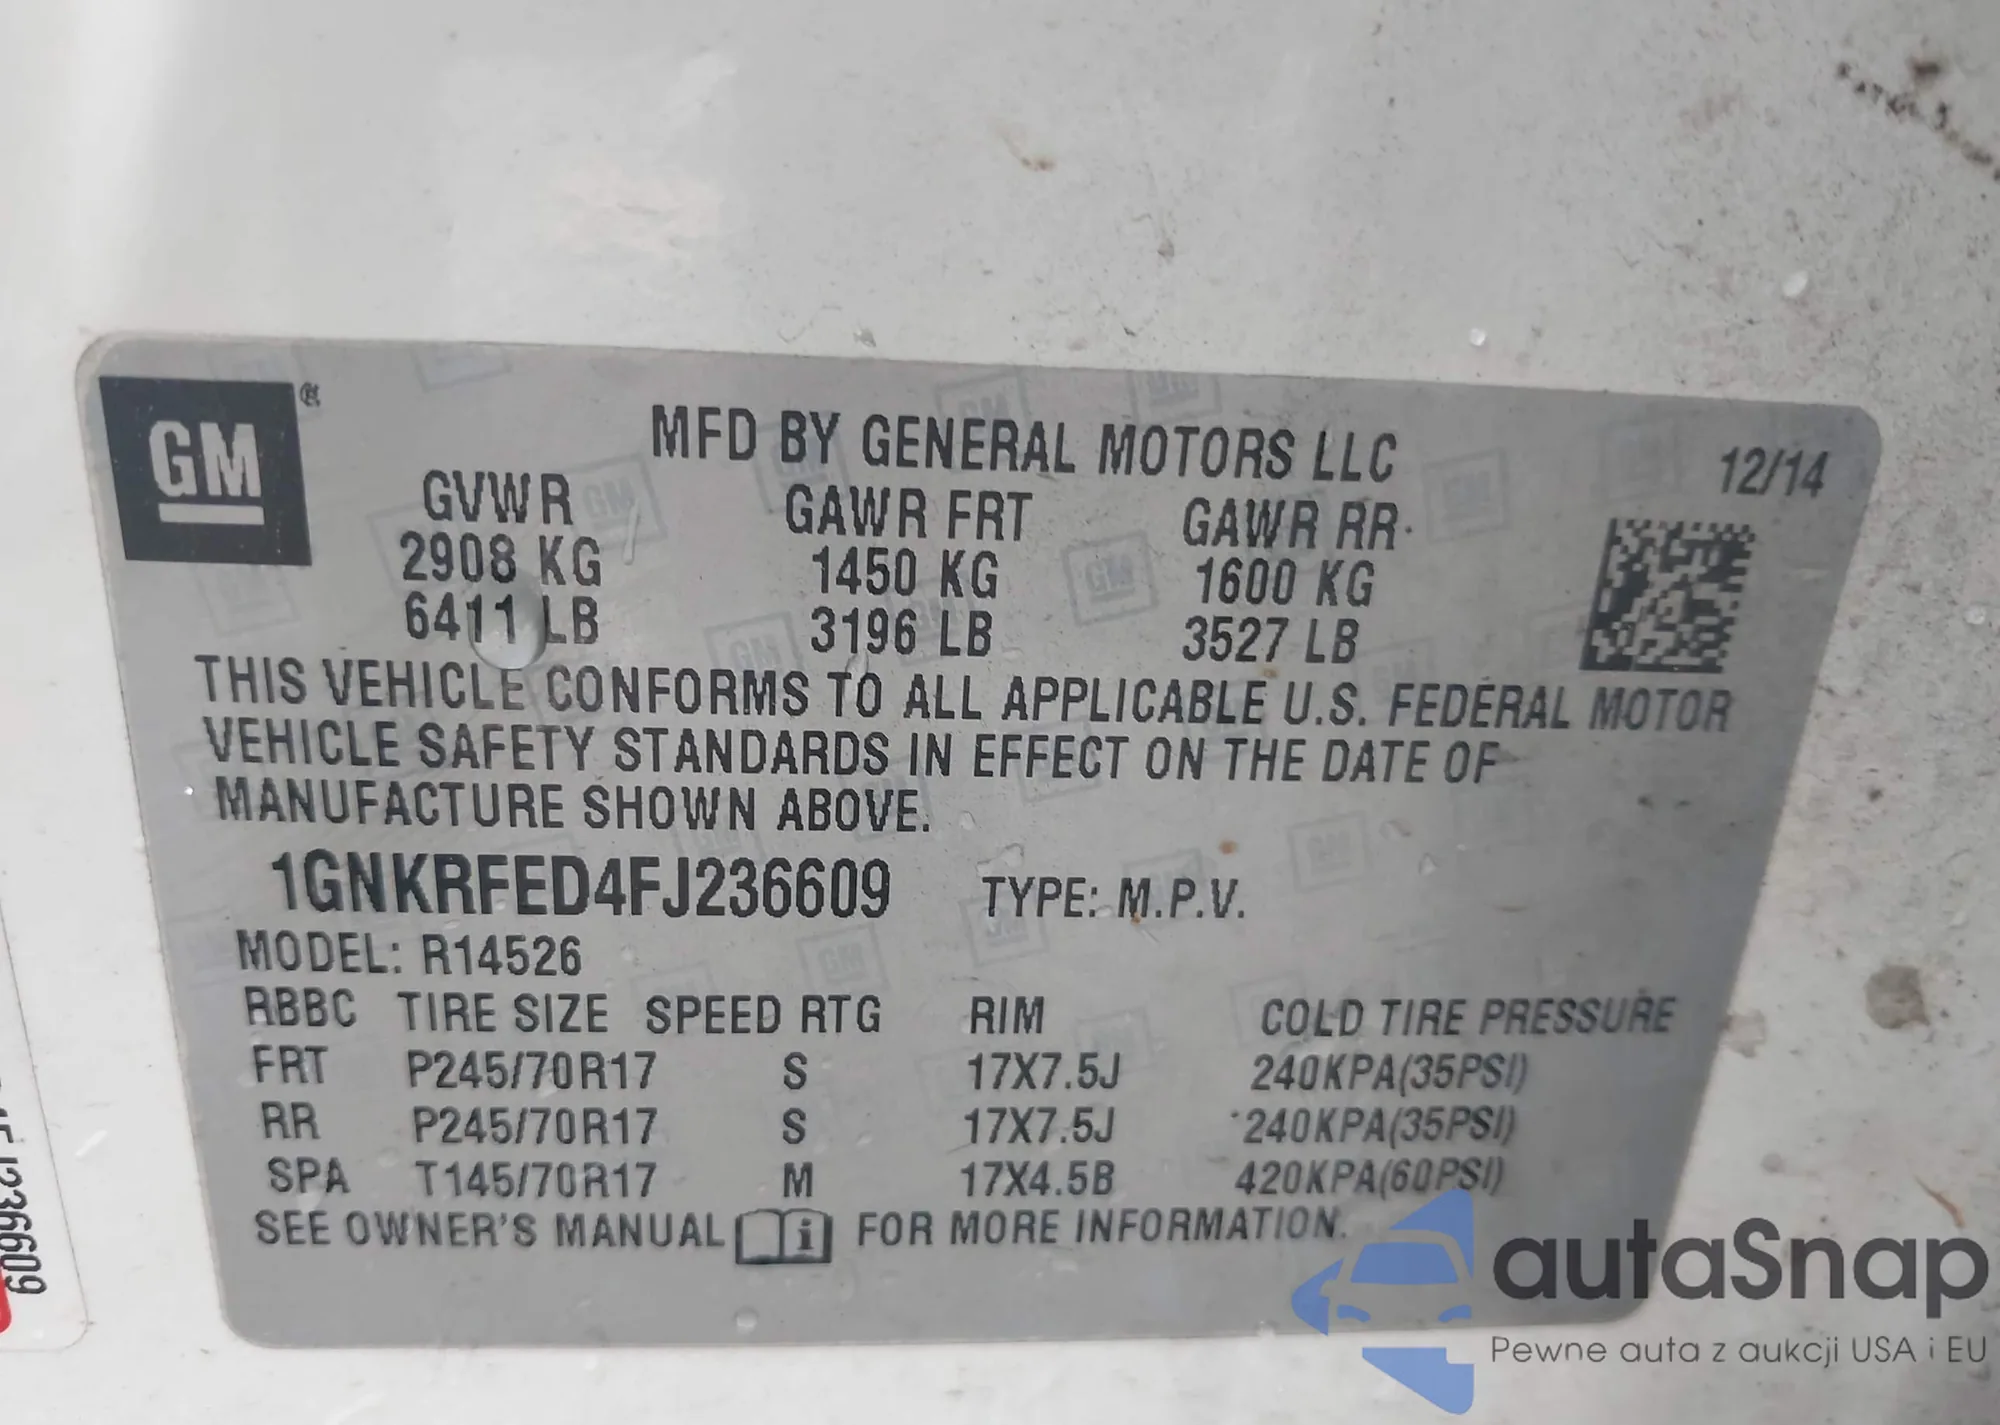 GM
MFD BY GENERAL MOTORS LLC
12/14
GVWR GAWR FRT GAWR RR
2908 KG 1450 KG 1600 KG
6411 LB 3196 LB 3527 LB
THIS VEHICLE CONFORMS TO ALL APPLICABLE U.S. FEDERAL MOTOR
VEHICLE SAFETY STANDARDS IN EFFECT ON THE DATE OF
MANUFACTURE SHOWN ABOVE.
1GNKRFED4FJ236609 TYPE: M.P.V.
MODEL: R14526
RBBC TIRE SIZE SPEED RTG RIM COLD TIRE PRESSURE
FRT P245/70R17 S 17X7.5J 240KPA(35PSI)
RR P245/70R17 S 17X7.5J 240KPA(35PSI)
SPA T145/70R17 M 17X4.5B 420KPA(60PSI)
SEE OWNER'S MANUAL i FOR MORE INFORMATION.
autaSnap
Pewne auta z aukcji USA i EU